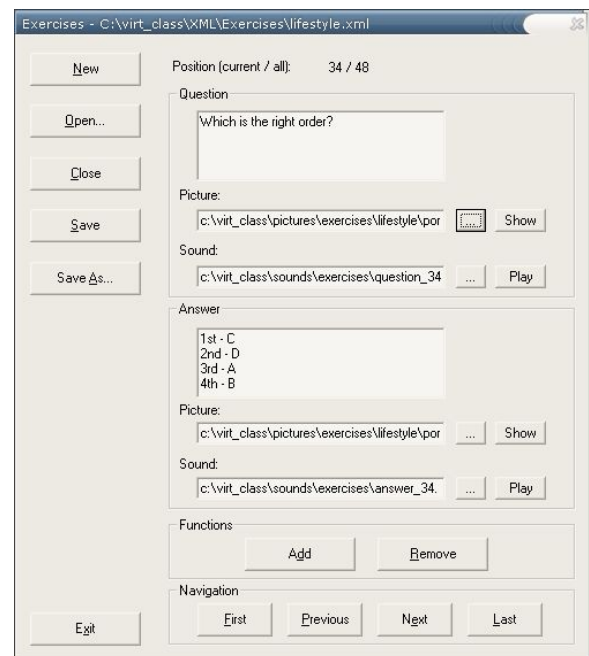 Exercises - C:\virt_class\XML\Exercises\lifestyle.xml
New
Position (current / all): 34 / 48
Question
Open...
Which is the right order?
Close
Picture:
Save
c:\virt_class\pictures\exercises\lifestyle\por ... Show
Sound:
Save As...
c:\virt_class\sounds\exercises\question_34 ... Play
Answer
1st - C
2nd - D
3rd - A
4th - B
Picture:
c:\virt_class\pictures\exercises\lifestyle\por ... Show
Sound:
c:\virt_class\sounds\exercises\answer_34. ... Play
Functions
Add Remove
Navigation
First Previous Next Last
Exit